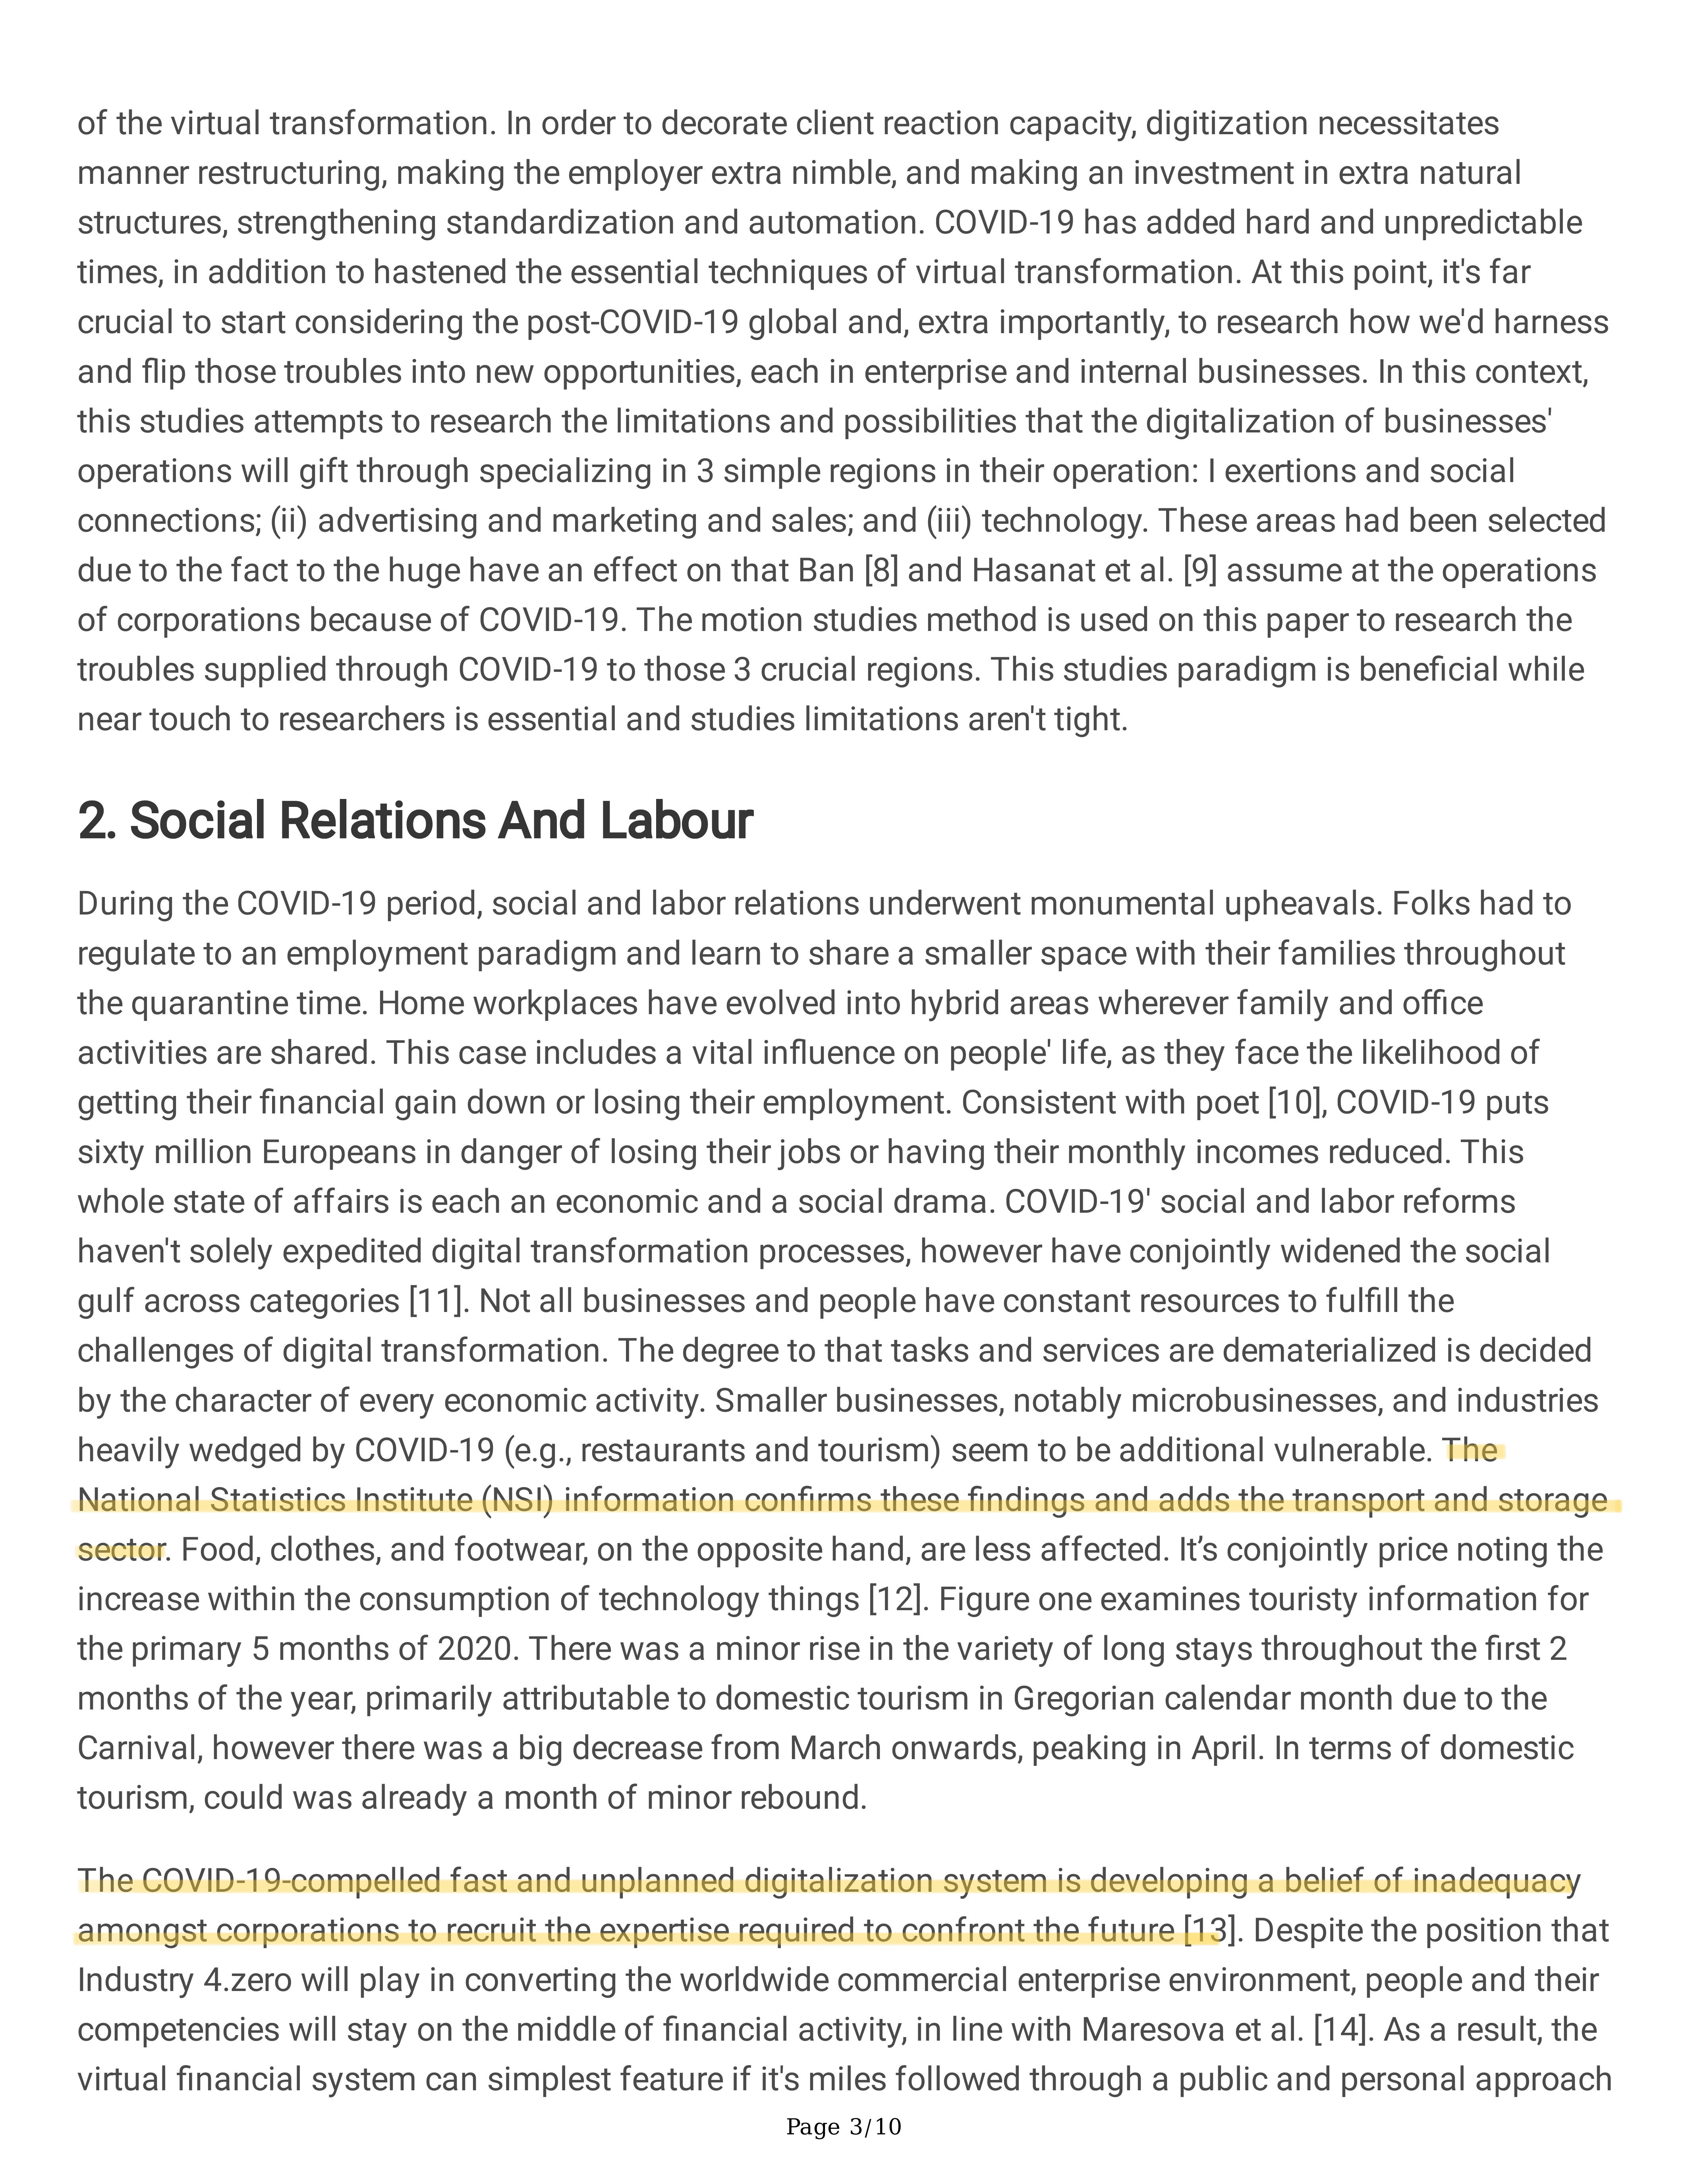 of the virtual transformation. In order to decorate client reaction capacity, digitization necessitates
manner restructuring, making the employer extra nimble, and making an investment in extra natural
structures, strengthening standardization and automation. COVID-19 has added hard and unpredictable
times, in addition to hastened the essential techniques of virtual transformation. At this point, it's far
crucial to start considering the post-COVID-19 global and, extra importantly, to research how we'd harness
and flip those troubles into new opportunities, each in enterprise and internal businesses. In this context,
this studies attempts to research the limitations and possibilities that the digitalization of businesses'
operations will gift through specializing in 3 simple regions in their operation: I exertions and social
connections; (ii) advertising and marketing and sales; and (iii) technology. These areas had been selected
due to the fact to the huge have an effect on that Ban [8] and Hasanat et al. [9] assume at the operations
of corporations because of COVID-19. The motion studies method is used on this paper to research the
troubles supplied through COVID-19 to those 3 crucial regions. This studies paradigm is beneficial while
near touch to researchers is essential and studies limitations aren't tight.
2. Social Relations And Labour
During the COVID-19 period, social and labor relations underwent monumental upheavals. Folks had to
regulate to an employment paradigm and learn to share a smaller space with their families throughout
the quarantine time. Home workplaces have evolved into hybrid areas wherever family and office
activities are shared. This case includes a vital influence on people' life, as they face the likelihood of
getting their financial gain down or losing their employment. Consistent with poet [10], COVID-19 puts
sixty million Europeans in danger of losing their jobs or having their monthly incomes reduced. This
whole state of affairs is each an economic and a social drama. COVID-19' social and labor reforms
haven't solely expedited digital transformation processes, however have conjointly widened the social
gulf across categories [11]. Not all businesses and people have constant resources to fulfill the
challenges of digital transformation. The degree to that tasks and services are dematerialized is decided
by the character of every economic activity. Smaller businesses, notably microbusinesses, and industries
heavily wedged by COVID-19 (e.g., restaurants and tourism) seem to be additional vulnerable. The
National Statistics Institute (NSI) information confirms these findings and adds the transport and storage
sector. Food, clothes, and footwear, on the opposite hand, are less affected. It’s conjointly price noting the
increase within the consumption of technology things [12]. Figure one examines touristy information for
the primary 5 months of 2020. There was a minor rise in the variety of long stays throughout the first 2
months of the year, primarily attributable to domestic tourism in Gregorian calendar month due to the
Carnival, however there was a big decrease from March onwards, peaking in April. In terms of domestic
tourism, could was already a month of minor rebound.
The COVID-19-compelled fast and unplanned digitalization system is developing a belief of inadequacy
amongst corporations to recruit the expertise required to confront the future [13]. Despite the position that
Industry 4.zero will play in converting the worldwide commercial enterprise environment, people and their
competencies will stay on the middle of financial activity, in line with Maresova et al. [14]. As a result, the
virtual financial system can simplest feature if it's miles followed through a public and personal approach
Page 3/10